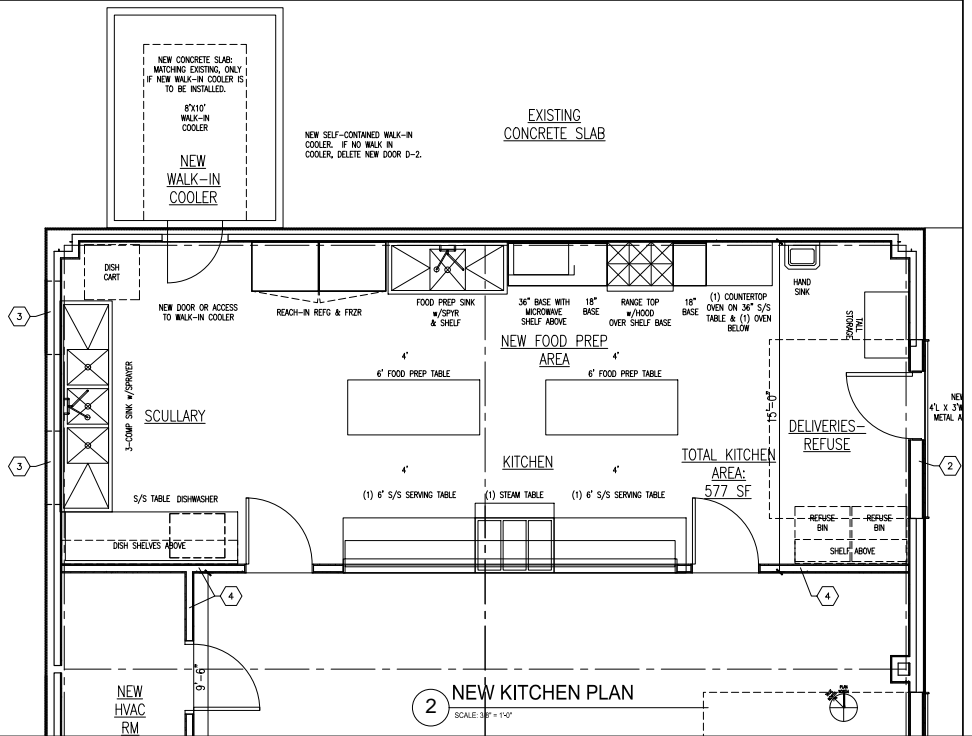 NEW CONCRETE SLAB:
MATCHING EXISTING, ONLY
IF NEW WALK-IN COOLER IS
TO BE INSTALLED.
8'X10'
WALK-IN
COOLER
NEW
WALK-IN
COOLER
NEW SELF-CONTAINED WALK-IN
COOLER. IF NO WALK IN
COOLER, DELETE NEW DOOR D-2.
EXISTING
CONCRETE SLAB
DISH
CART
NEW DOOR OR ACCESS
TO WALK-IN COOLER
REACH-IN REFG & FRZR
FOOD PREP SINK
w/SPYR
& SHELF
36" BASE WITH
MICROWAVE
SHELF ABOVE
18"
BASE
RANGE TOP
w/HOOD
OVER SHELF BASE
18"
BASE
(1) COUNTERTOP
OVEN ON 36" S/S
TABLE & (1) OVEN
BELOW
HAND
SINK
TALL
STORAGE
3
3
3-COMP SINK w/SPRAYER
SCULLARY
NEW FOOD PREP
AREA
4'
6' FOOD PREP TABLE
4'
6' FOOD PREP TABLE
15'-0"
DELIVERIES-
REFUSE
4'L X 3'W
METAL
2
KITCHEN
TOTAL KITCHEN
AREA:
577 SF
4'
4'
S/S TABLE DISHWASHER
(1) 6' S/S SERVING TABLE
(1) STEAM TABLE
(1) 6' S/S SERVING TABLE
DISH SHELVES ABOVE
REFUSE
BIN
REFUSE
BIN
SHELF ABOVE
4
4
9'-6"
NEW
HVAC
RM
2
NEW KITCHEN PLAN
SCALE: 3/8" = 1'-0"